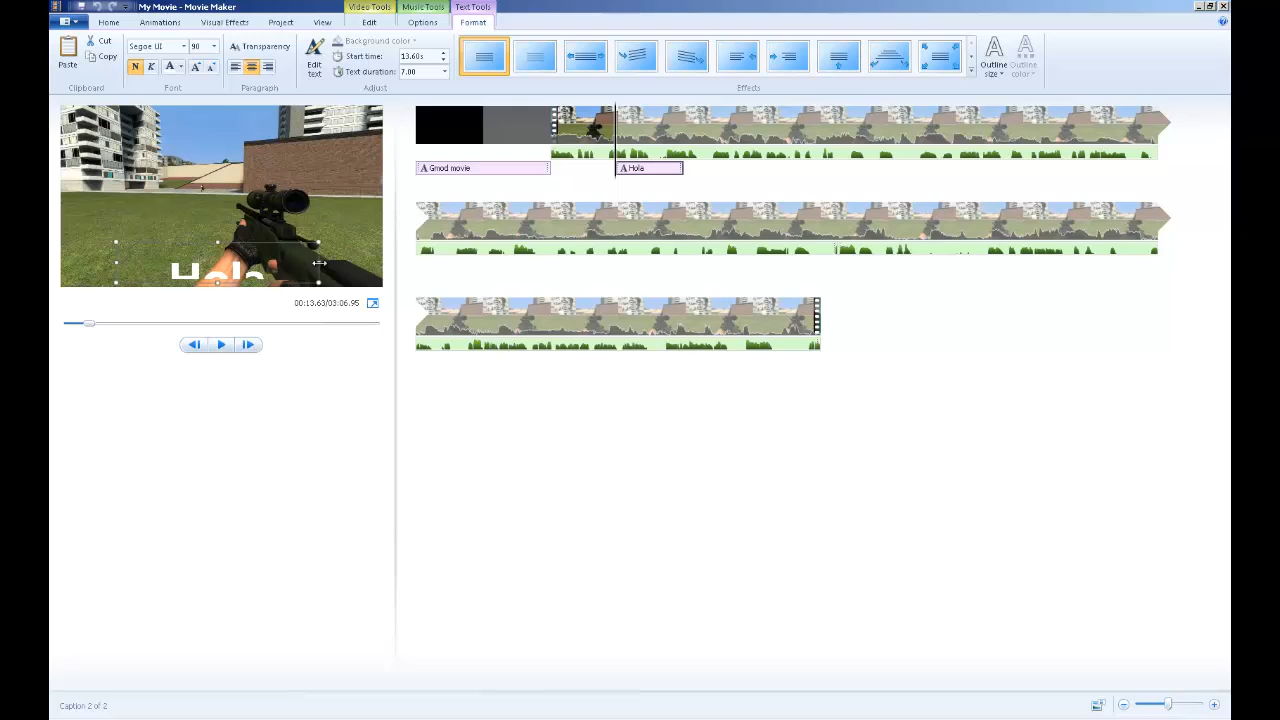 My Movie - Movie Maker
Video Tools
Music Tools
Text Tools
Home
Animations
Visual Effects
Project
View
Edit
Options
Format
Paste
Cut
Copy
Clipboard
Segoe UI
90
N
K
A
A
A
Font
Transparency
Paragraph
Edit text
Background color
Start time:
13.60s
Text duration:
7.00
Adjust
Effects
A
Outline size
A
Outline color
Hola
00:13.63/03:06.95
A Gmod movie
A Hola
Caption 2 of 2